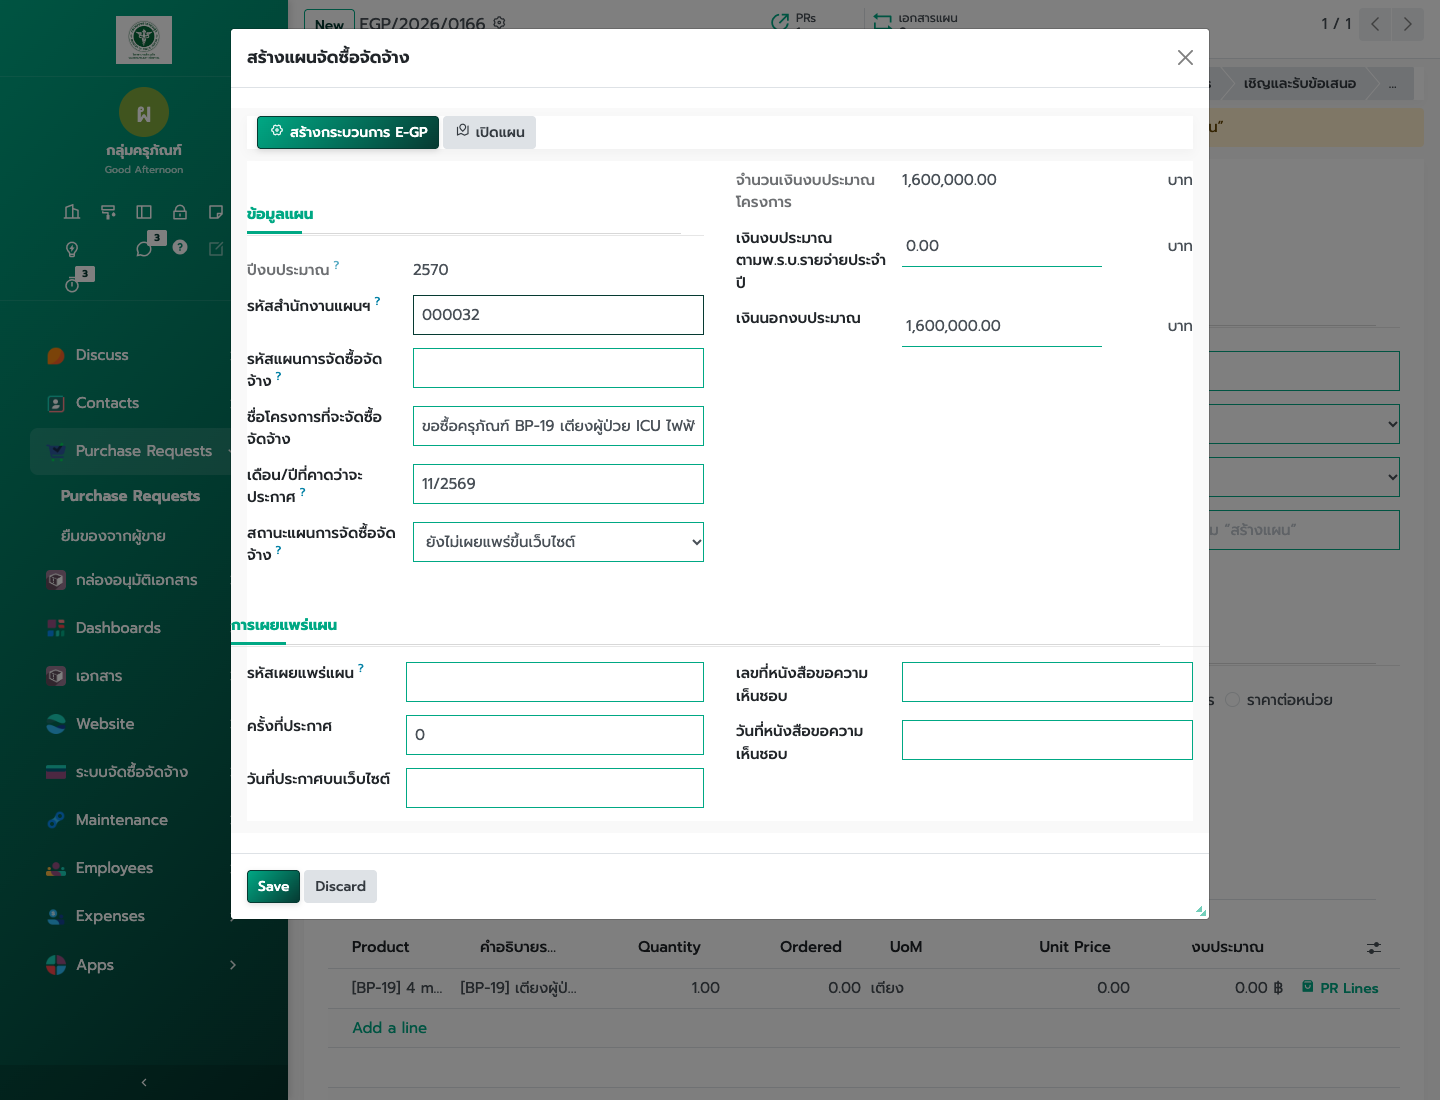 New
EGP/2026/0166
PRs
เอกสารแผน
1 / 1
สร้างแผนจัดซื้อจัดจ้าง
สร้างกระบวนการ E-GP
เปิดแผน
ผ
กลุ่มครุภัณฑ์
Good Afternoon
3
?
3
Discuss
Contacts
Purchase Requests
Purchase Requests
ยืมของจากผู้ขาย
กล่องอนุมัติเอกสาร
Dashboards
เอกสาร
Website
ระบบจัดซื้อจัดจ้าง
Maintenance
Employees
Expenses
Apps
ข้อมูลแผน
ปีงบประมาณ ?
2570
รหัสสำนักงานแผนฯ ?
000032
รหัสแผนการจัดซื้อจัด
จ้าง ?
ชื่อโครงการที่จะจัดซื้อ
จัดจ้าง
ขอซื้อครุภัณฑ์ BP-19 เตียงผู้ป่วย ICU ไฟฟ้
เดือน/ปีที่คาดว่าจะ
ประกาศ ?
11/2569
สถานะแผนการจัดซื้อจัด
จ้าง ?
ยังไม่เผยแพร่ขึ้นเว็บไซต์
จำนวนเงินงบประมาณ
โครงการ
1,600,000.00
บาท
เงินงบประมาณ
ตามพ.ร.บ.รายจ่ายประจำ
ปี
0.00
บาท
เงินนอกงบประมาณ
1,600,000.00
บาท
การเผยแพร่แผน
รหัสเผยแพร่แผน ?
ครั้งที่ประกาศ
0
วันที่ประกาศบนเว็บไซต์
เลขที่หนังสือขอความ
เห็นชอบ
วันที่หนังสือขอความ
เห็นชอบ
Save
Discard
เชิญและรับข้อเสนอ
...
น”
น “สร้างแผน”
ร
ราคาต่อหน่วย
Product
คำอธิบายร...
Quantity
Ordered
UoM
Unit Price
งบประมาณ
[BP-19] 4 m...
[BP-19] เตียงผู้ป...
1.00
0.00
เตียง
0.00
0.00 ฿
PR Lines
Add a line